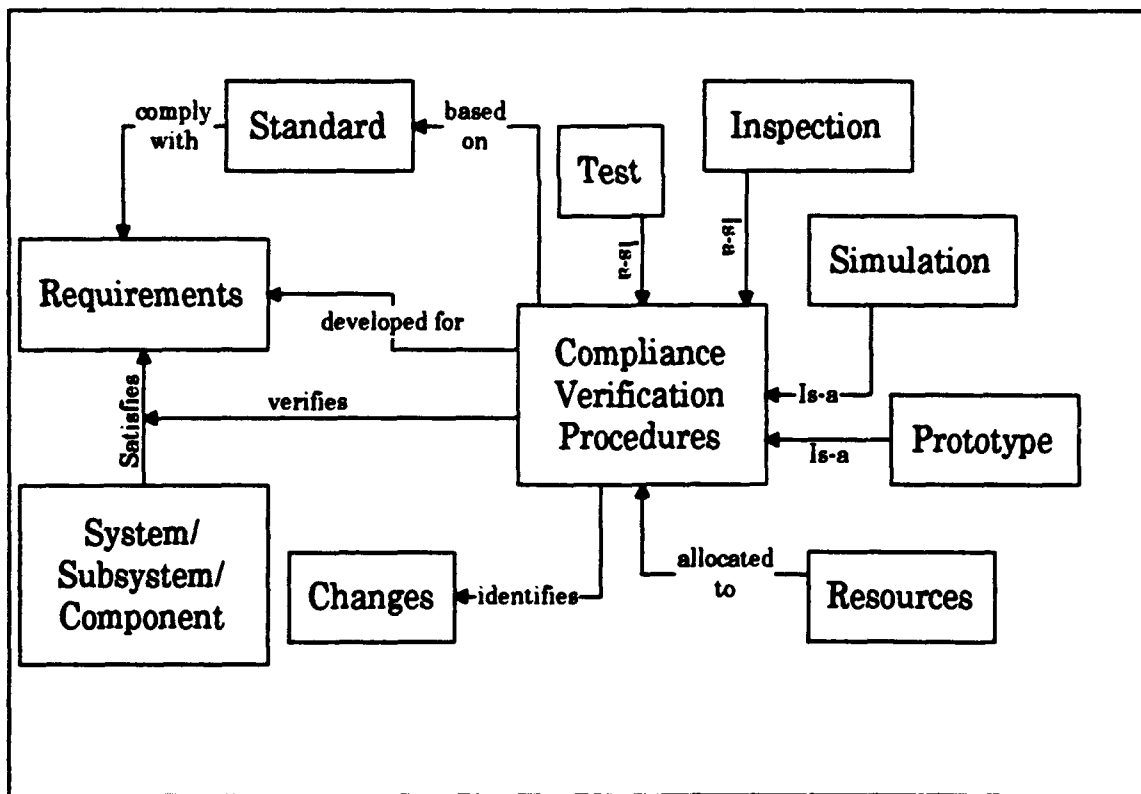 comply
with
Standard
based
on
Inspection
Test
Is-a
Is-a
Simulation
Requirements
developed for
Compliance
Verification
Procedures
Is-a
Prototype
Is-a
verifies
Satisfies
System/
Subsystem/
Component
Changes
identifies
allocated
to
Resources